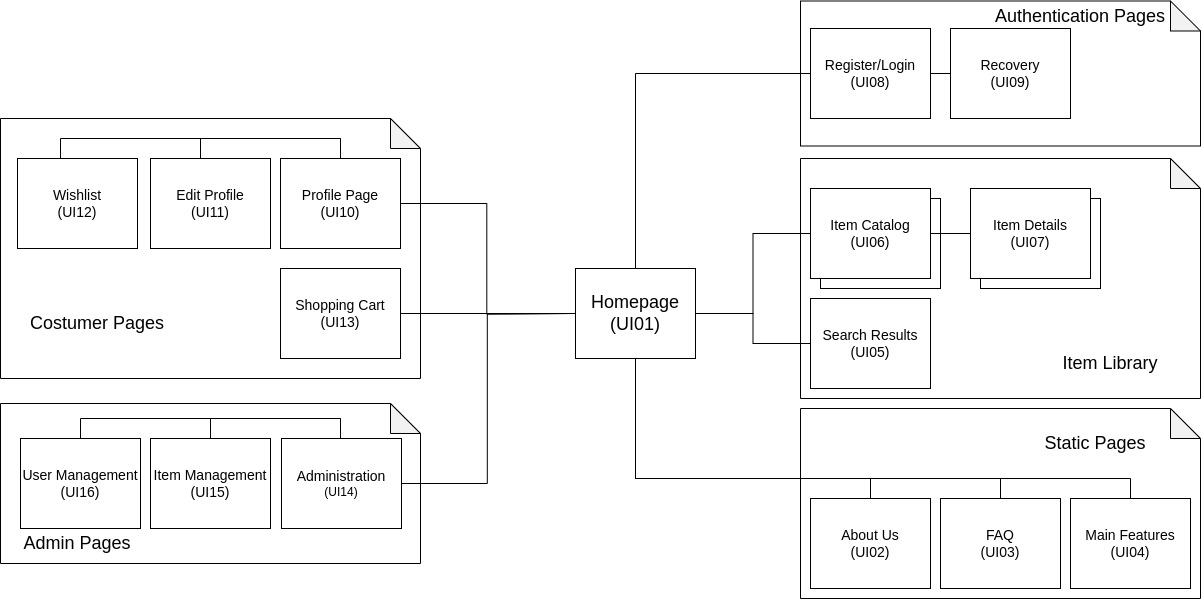 Authentication Pages
Register/Login
(UI08)
Recovery
(UI09)
Wishlist
(UI12)
Edit Profile
(UI11)
Profile Page
(UI10)
Shopping Cart
(UI13)
Costumer Pages
Homepage
(UI01)
Item Catalog
(UI06)
Item Details
(UI07)
Search Results
(UI05)
Item Library
User Management
(UI16)
Item Management
(UI15)
Administration
(UI14)
Admin Pages
Static Pages
About Us
(UI02)
FAQ
(UI03)
Main Features
(UI04)